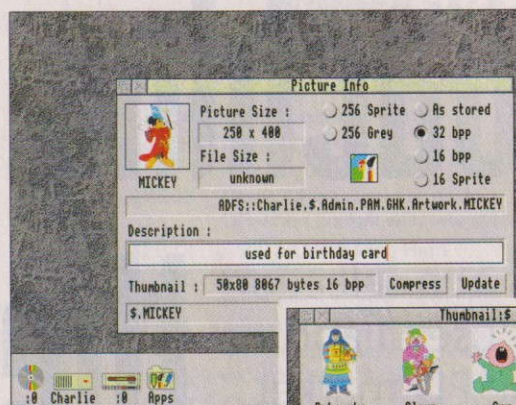 Picture Info
Picture Size :
250 x 400
File Size :
unknown
256 Sprite
As stored
256 Grey
32 bpp
16 bpp
16 Sprite
MICKEY
ADFS::Charlie.$.Admin.PAM.GHK.Artwork.MICKEY
Description :
used for birthday card
Thumbnail :
50x80 8067 bytes 16 bpp
Compress
Update
$.MICKEY
Thumbnail:$
:0
Charlie
:0
Apps